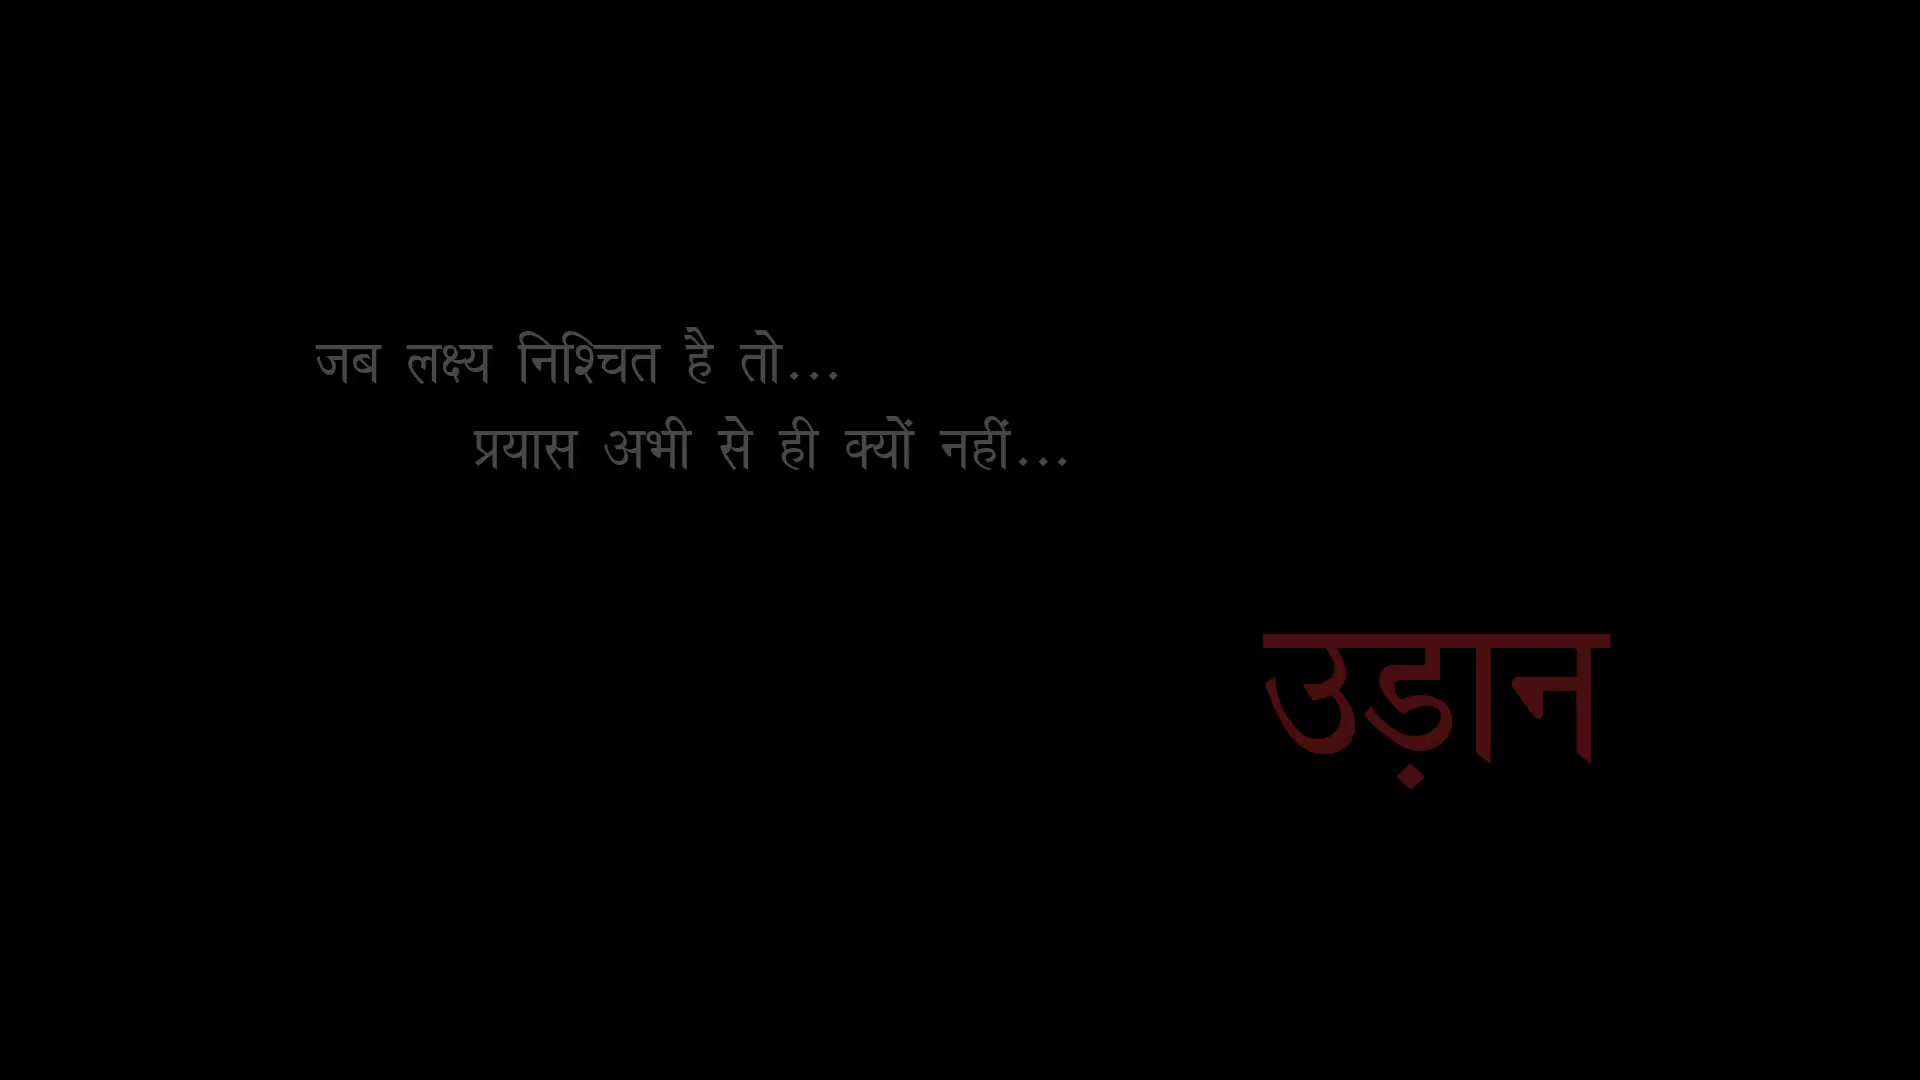 जब लक्ष्य निश्चित है तो...
प्रयास अभी से ही क्यों नहीं...
उड़ान